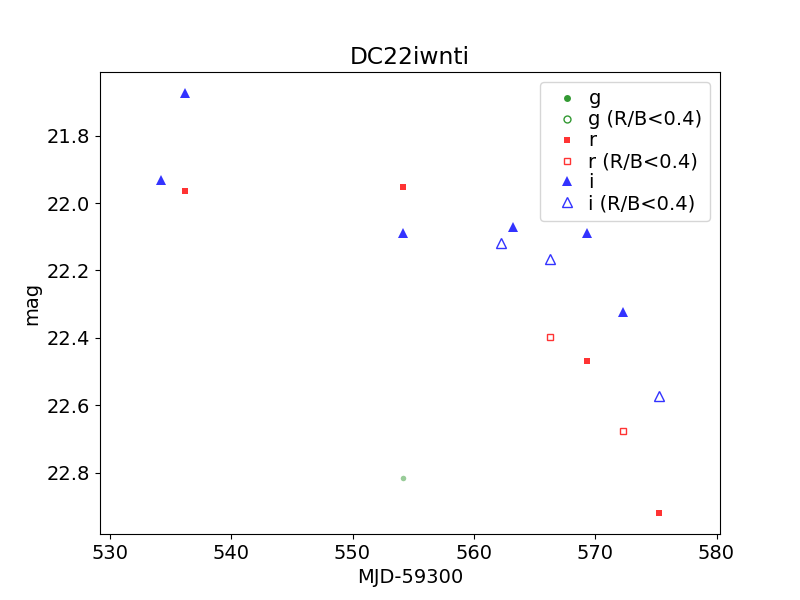 DC22iwnti
g
g (R/B<0.4)
r
r (R/B<0.4)
i
i (R/B<0.4)
21.8
22.0
22.2
22.4
22.6
22.8
mag
530 540 550 560 570 580
MJD-59300